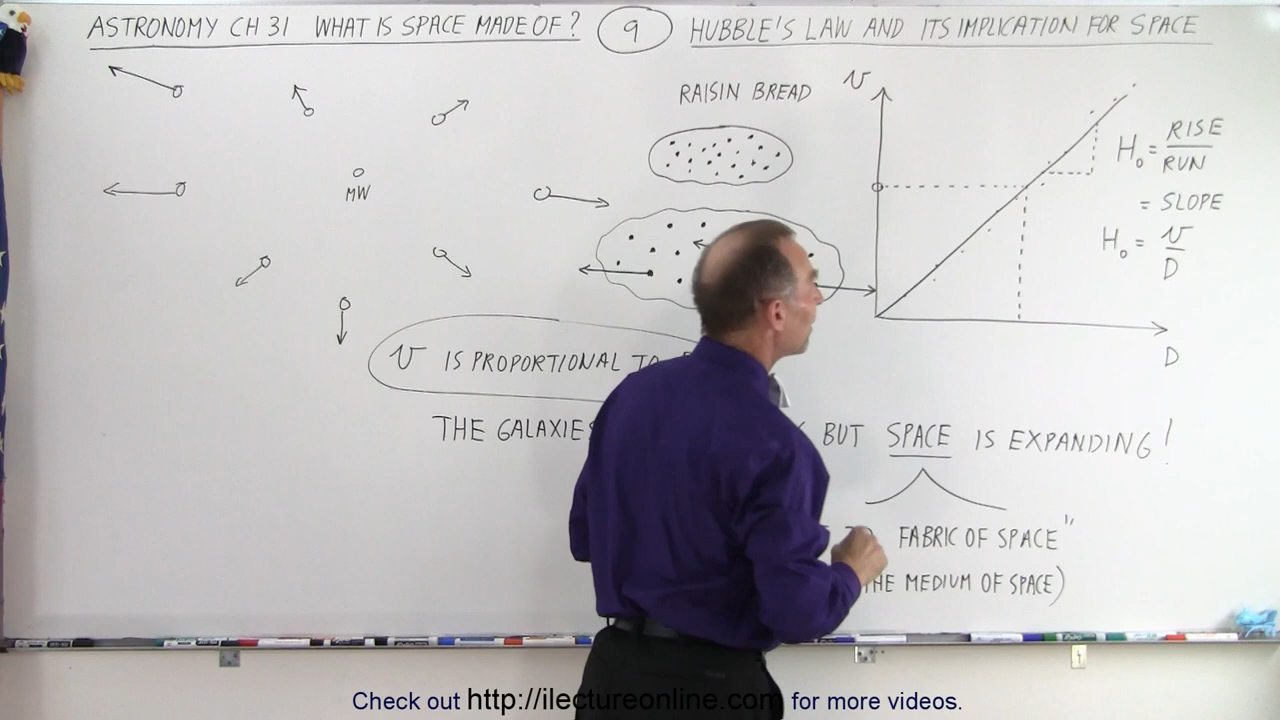 ASTRONOMY CH 31 WHAT IS SPACE MADE OF? 9 HUBBLE'S LAW AND ITS IMPLICATION FOR SPACE
MW
RAISIN BREAD
v
D
H₀ = RISE
RUN
= SLOPE
H₀ = v
D
v IS PROPORTIONAL TO
THE GALAXIES BUT SPACE IS EXPANDING!
FABRIC OF SPACE"
THE MEDIUM OF SPACE)
Check out http://ilectureonline.com for more videos.